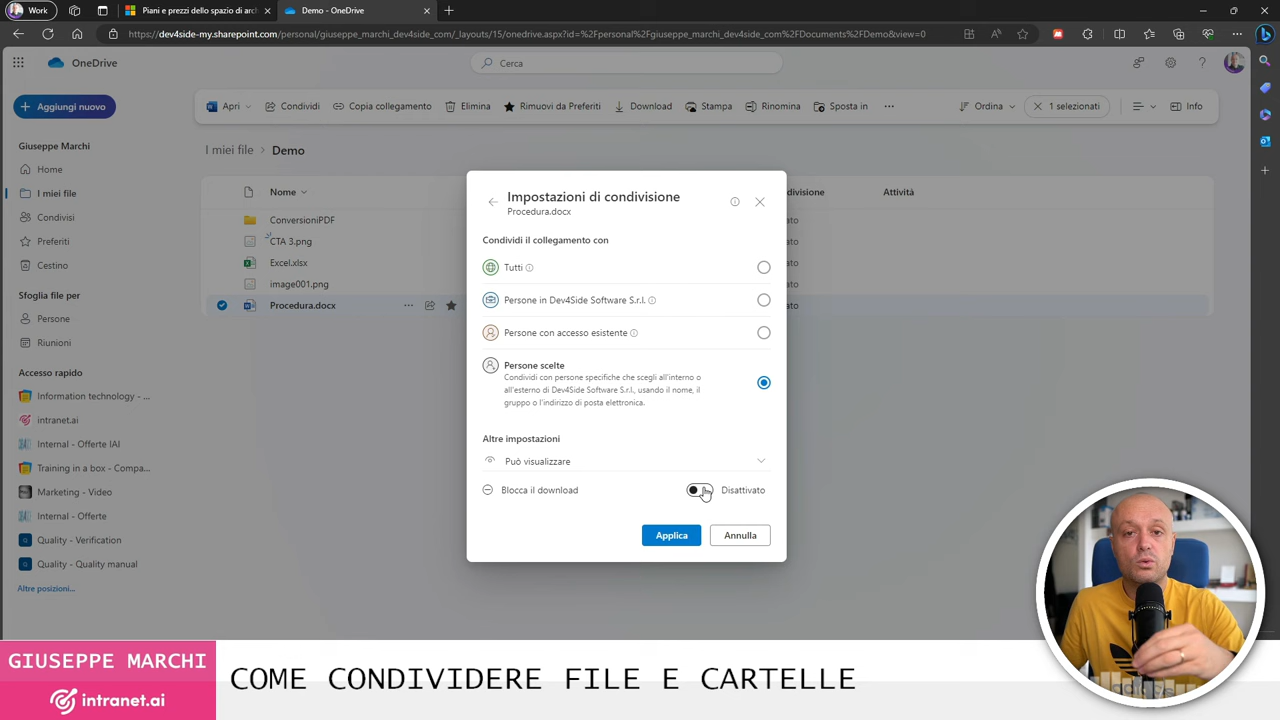 Work
Piani e prezzi dello spazio di arc
Demo - OneDrive
https://dev4side-my.sharepoint.com/personal/giuseppe_marchi_dev4side_com/_layouts/15/onedrive.aspx?id=%2Fpersonal%2Fgiuseppe_marchi_dev4side_com%2FDocuments%2FDemo&view=0
OneDrive
Cerca
Aggiungi nuovo
Apri
Condividi
Copia collegamento
Elimina
Rimuovi da Preferiti
Download
Stampa
Rinomina
Sposta in
Ordina
1 selezionati
Info
Giuseppe Marchi
Home
I miei file
Condivisi
Preferiti
Cestino
Sfoglia file per
Persone
Riunioni
Accesso rapido
Information technology - ...
intranet.ai
Internal - Offerte IAI
Training in a box - Compa...
Marketing - Video
Internal - Offerte
Quality - Verification
Quality - Quality manual
Altre posizioni...
I miei file > Demo
Nome
divisione
Attività
ConversioniPDF
ato
CTA 3.png
ato
Excel.xlsx
ato
image001.png
ato
Procedura.docx
ato
Impostazioni di condivisione
Procedura.docx
Condividi il collegamento con
Tutti
Persone in Dev4Side Software S.r.l.
Persone con accesso esistente
Persone scelte
Condividi con persone specifiche che scegli all'interno o
all'esterno di Dev4Side Software S.r.l., usando il nome, il
gruppo o l'indirizzo di posta elettronica.
Altre impostazioni
Può visualizzare
Blocca il download
Disattivato
Applica
Annulla
GIUSEPPE MARCHI
intranet.ai
COME CONDIVIDERE FILE E CARTELLE